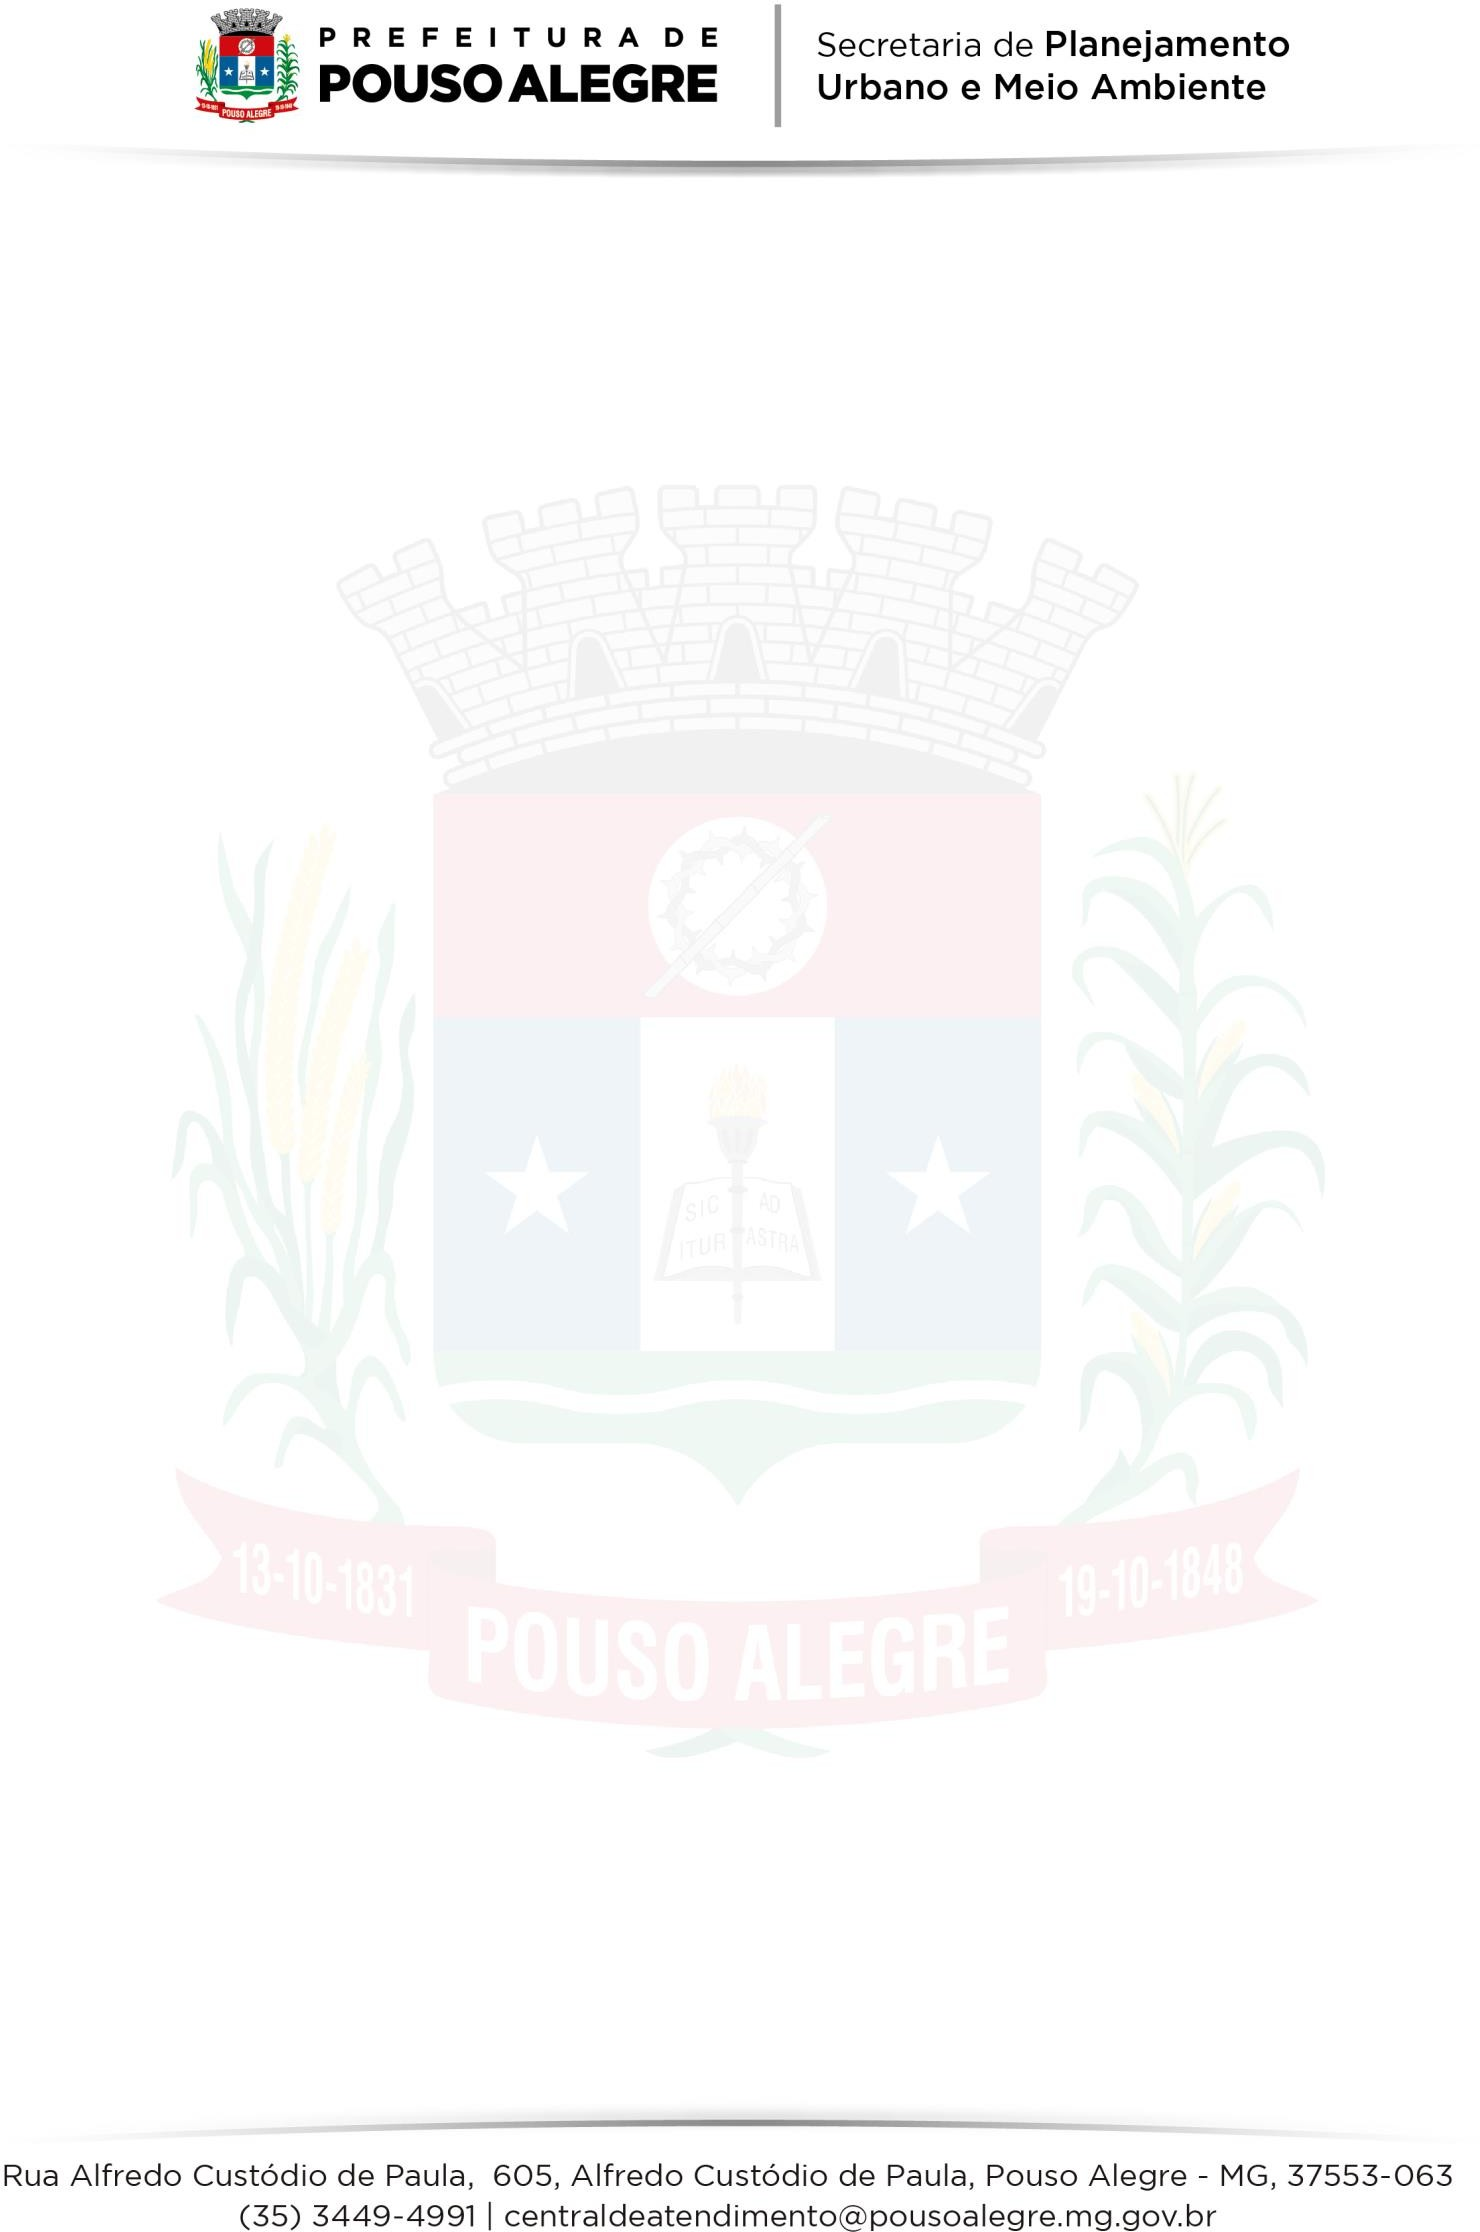 PREFEITURA DE
POUSO ALEGRE
Secretaria de Planejamento
Urbano e Meio Ambiente
POUSO ALEGRE
SIC AD
ITUR ASTRA
13-10-1831
19-10-1848
POUSO ALEGRE
Rua Alfredo Custódio de Paula, 605, Alfredo Custódio de Paula, Pouso Alegre - MG, 37553-063
(35) 3449-4991 | centraldeatendimento@pousoalegre.mg.gov.br